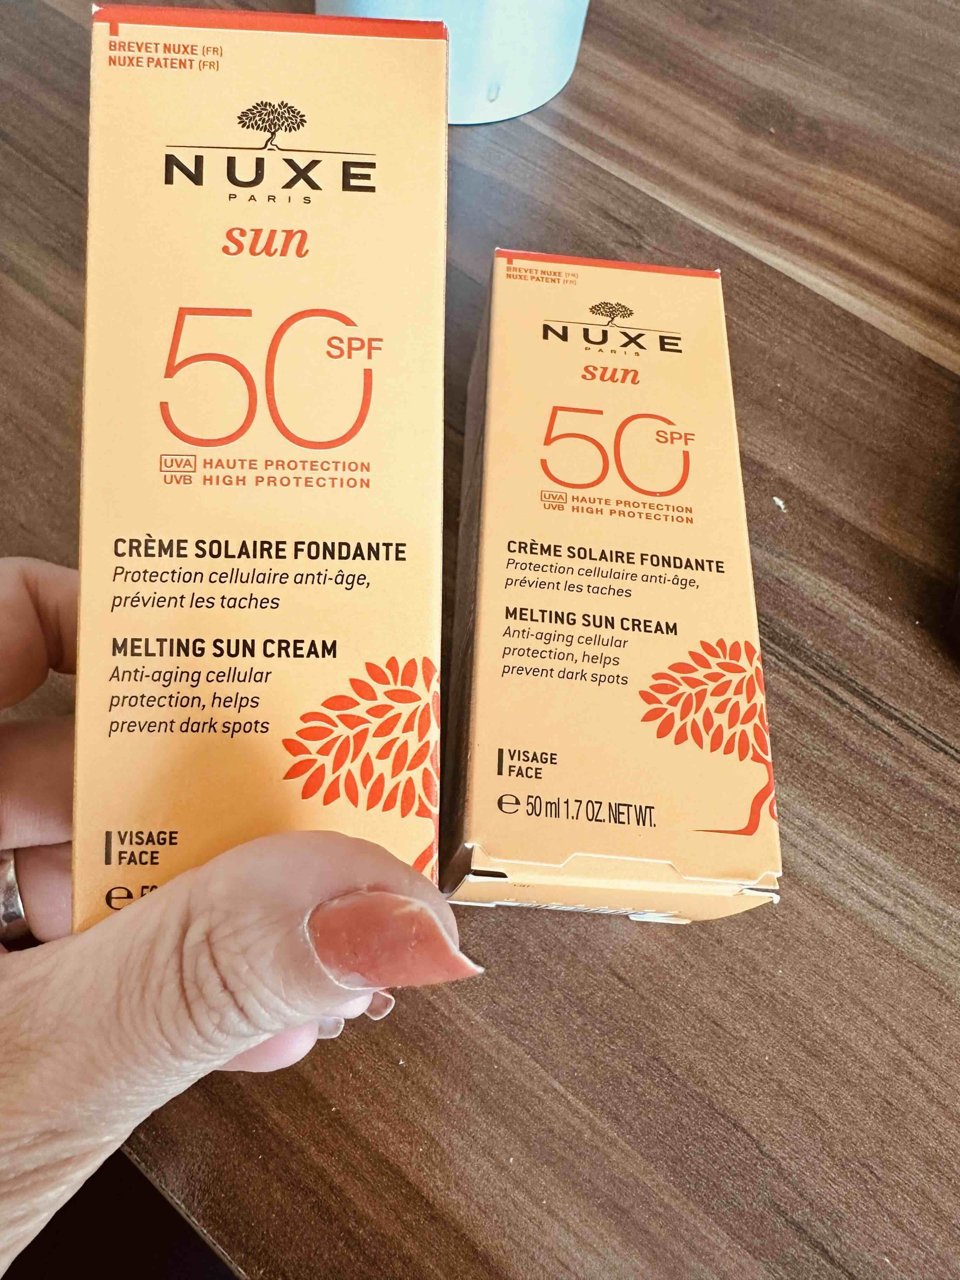 BREVET NUXE (FR)
NUXE PATENT (FR)
NUXE
PARIS
sun
50 SPF
UVA HAUTE PROTECTION
UVB HIGH PROTECTION
CRÈME SOLAIRE FONDANTE
Protection cellulaire anti-âge,
prévient les taches
MELTING SUN CREAM
Anti-aging cellular
protection, helps
prevent dark spots
VISAGE
FACE
℮
BREVET NUXE (FR)
NUXE PATENT (FR)
NUXE
PARIS
sun
50 SPF
UVA HAUTE PROTECTION
UVB HIGH PROTECTION
CRÈME SOLAIRE FONDANTE
Protection cellulaire anti-âge,
prévient les taches
MELTING SUN CREAM
Anti-aging cellular
protection, helps
prevent dark spots
VISAGE
FACE
℮ 50 ml 1.7 OZ. NET WT.